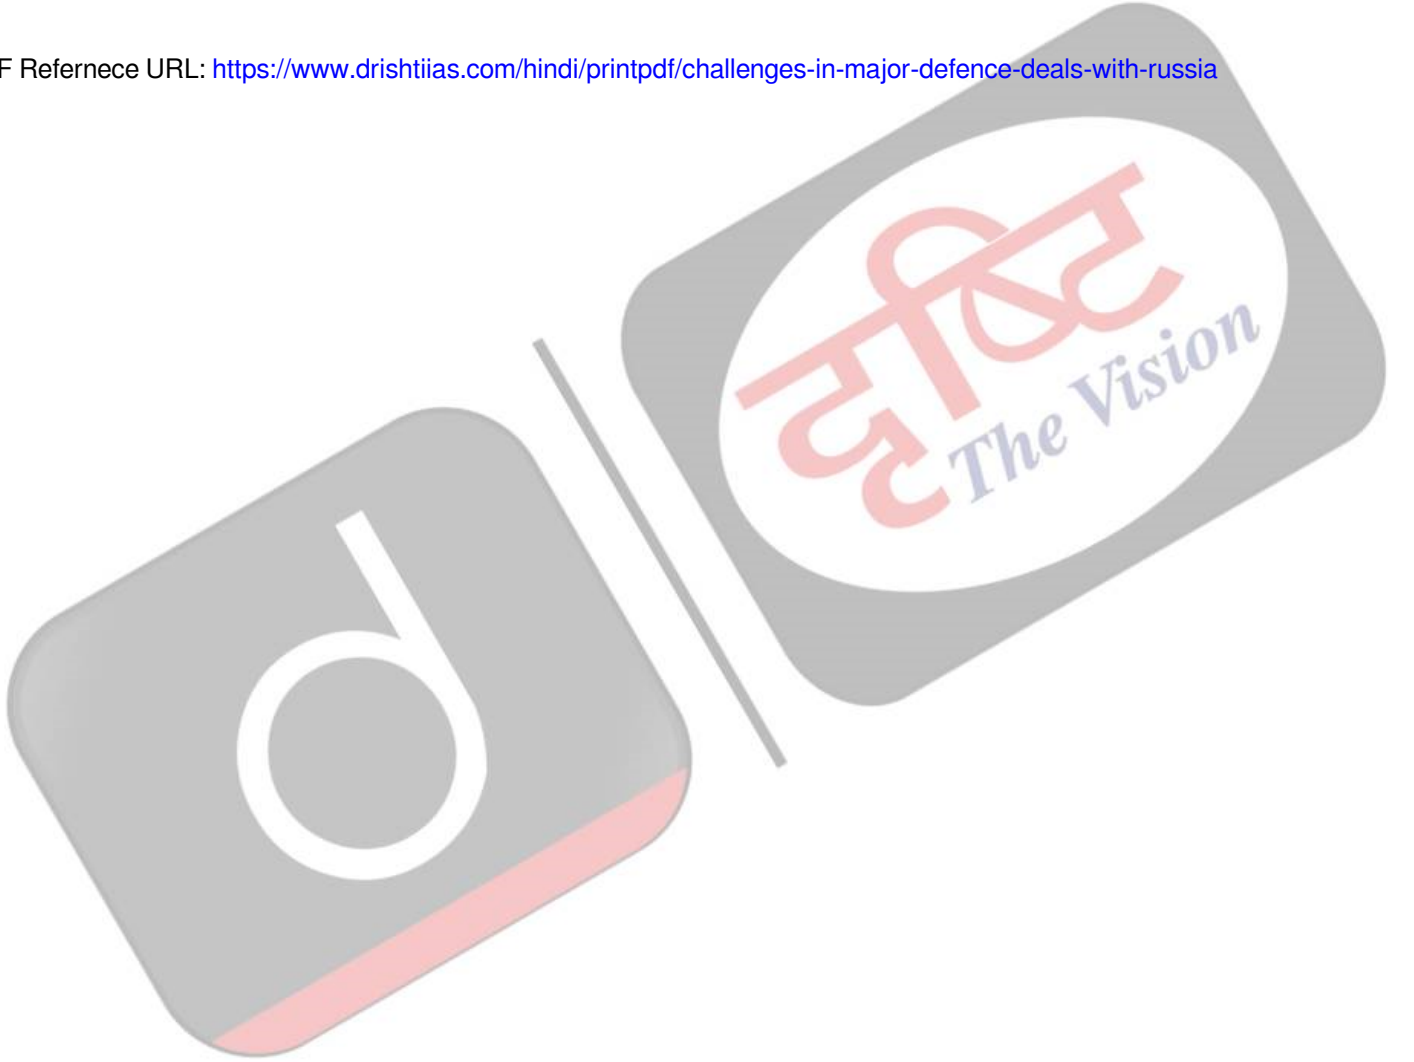 F Refernece URL: https://www.drishtiias.com/hindi/printpdf/challenges-in-major-defence-deals-with-russia
दृष्टि
The Vision
d